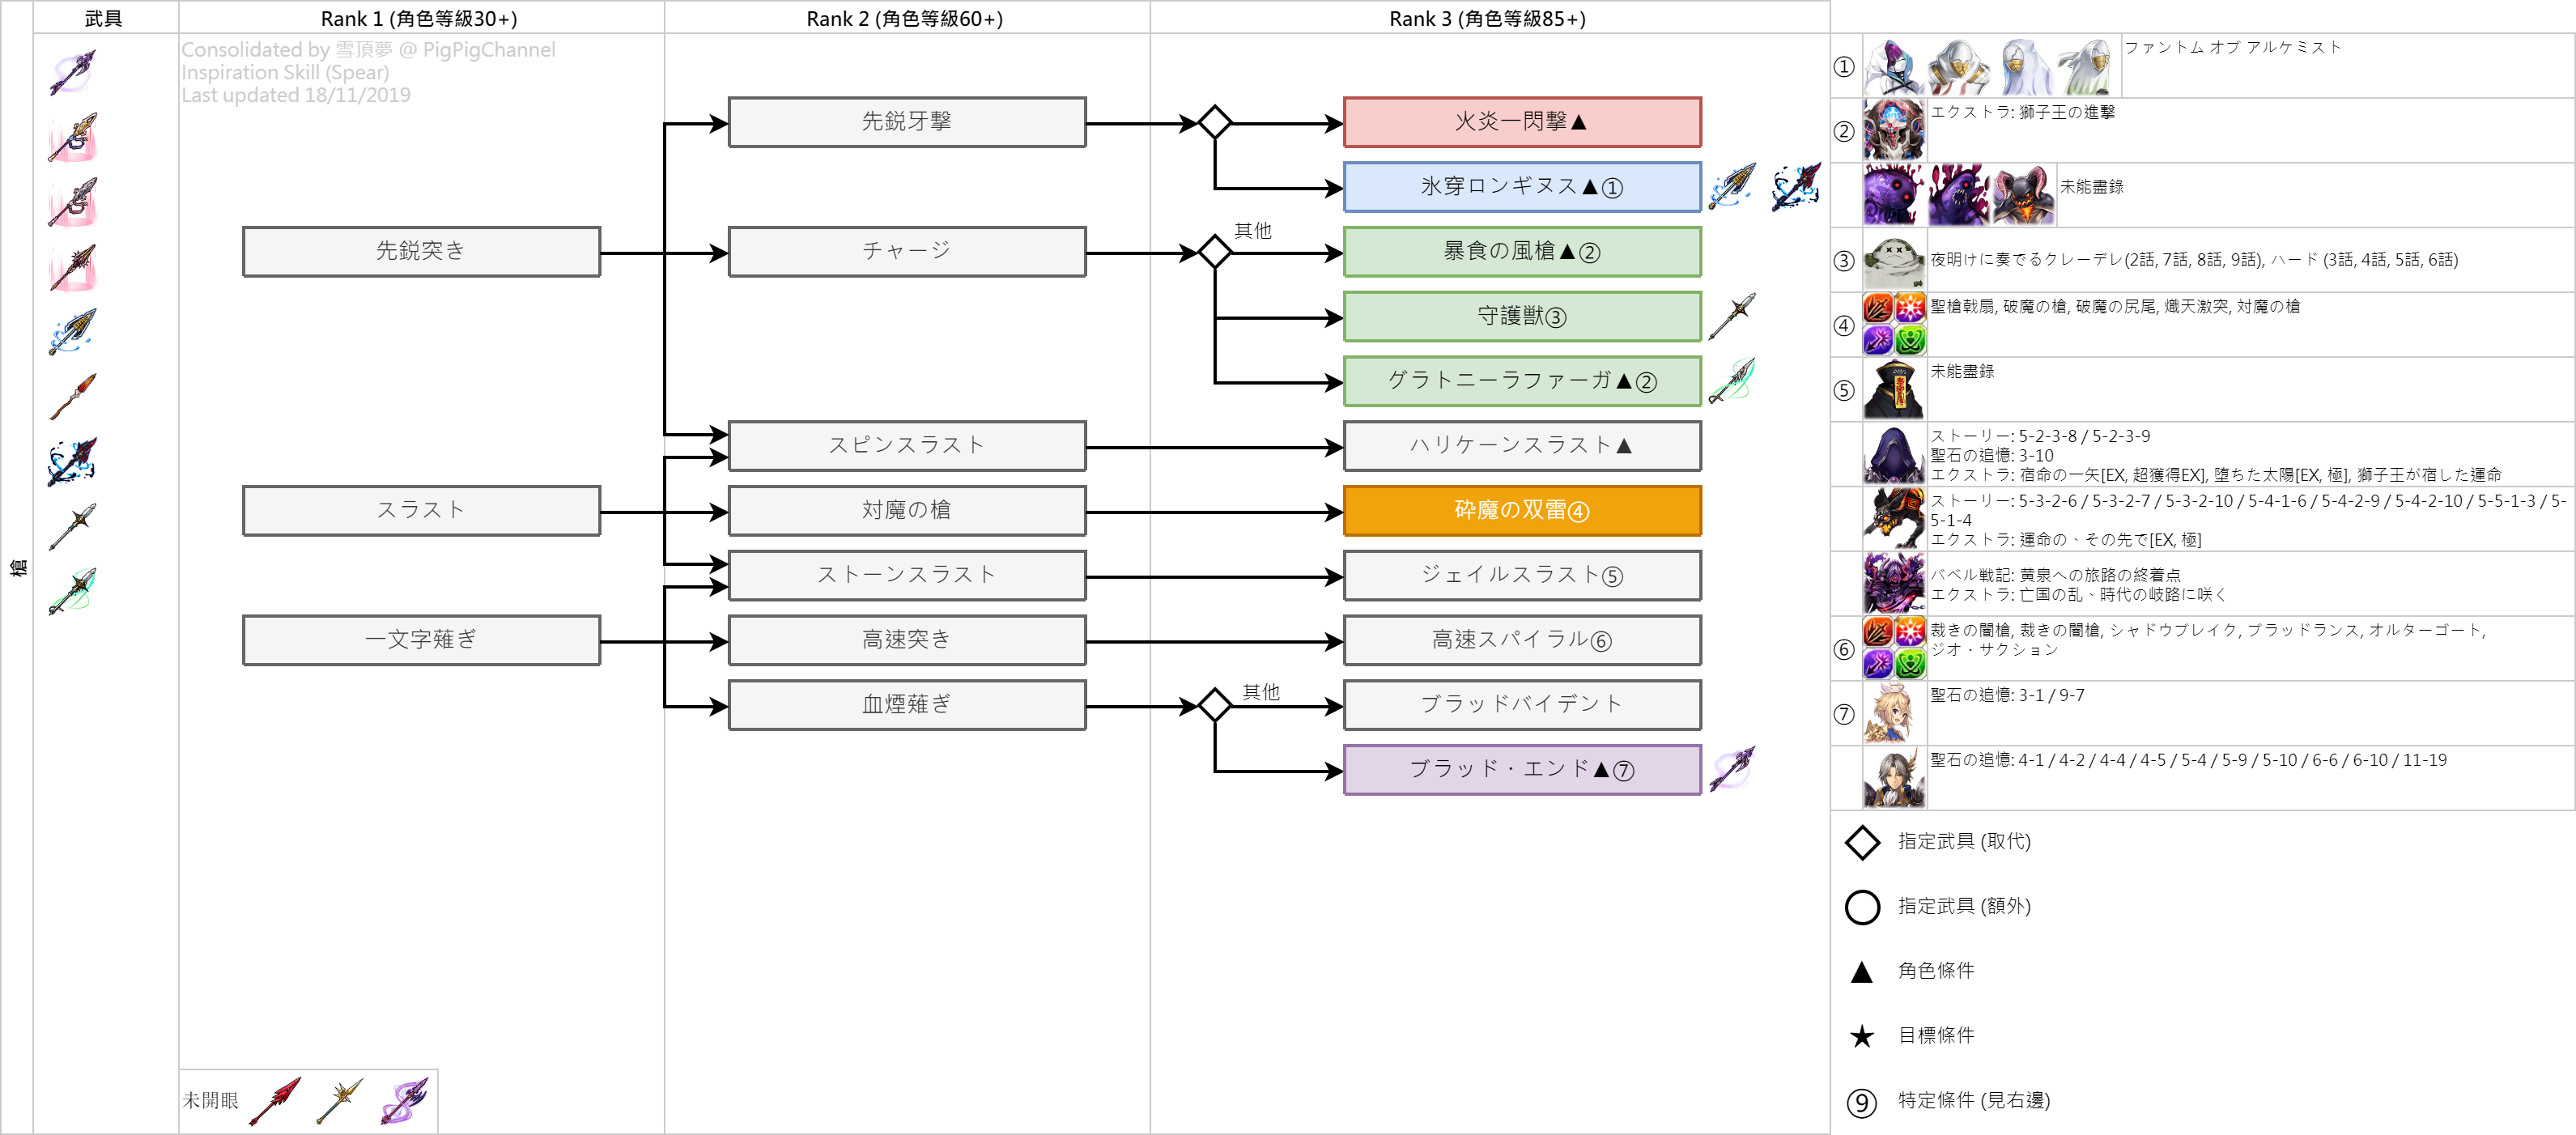 武具
Rank 1 (角色等級30+)
Rank 2 (角色等級60+)
Rank 3 (角色等級85+)
槍
Consolidated by 雪頂夢 @ PigPigChannel
Inspiration Skill (Spear)
Last updated 18/11/2019
先鋭突き
スラスト
一文字薙ぎ
先鋭牙撃
チャージ
スピンスラスト
対魔の槍
ストーンスラスト
高速突き
血煙薙ぎ
火炎一閃撃▲
氷穿ロンギヌス▲①
其他
暴食の風槍▲②
守護獣③
グラトニーラファーガ▲②
ハリケーンスラスト▲
砕魔の双雷④
ジェイルスラスト⑤
高速スパイラル⑥
其他
ブラッドバイデント
ブラッド・エンド▲⑦
未開眼
① ファントム オブ アルケミスト
② エクストラ: 獅子王の進撃
未能盡錄
③ 夜明けに奏でるクレーデレ(2話, 7話, 8話, 9話), ハード (3話, 4話, 5話, 6話)
④ 聖槍戟扇, 破魔の槍, 破魔の尻尾, 熾天激突, 対魔の槍
⑤ 未能盡錄
ストーリー: 5-2-3-8 / 5-2-3-9
聖石の追憶: 3-10
エクストラ: 宿命の一矢[EX, 超獲得EX], 堕ちた太陽[EX, 極], 獅子王が宿した運命
ストーリー: 5-3-2-6 / 5-3-2-7 / 5-3-2-10 / 5-4-1-6 / 5-4-2-9 / 5-4-2-10 / 5-5-1-3 / 5-
5-1-4
エクストラ: 運命の、その先で[EX, 極]
バベル戦記: 黄泉への旅路の終着点
エクストラ: 亡国の乱、時代の岐路に咲く
⑥ 裁きの闇槍, 裁きの闇槍, シャドウブレイク, ブラッドランス, オルターゴート,
ジオ・サクション
⑦ 聖石の追憶: 3-1 / 9-7
聖石の追憶: 4-1 / 4-2 / 4-4 / 4-5 / 5-4 / 5-9 / 5-10 / 6-6 / 6-10 / 11-19
指定武具 (取代)
指定武具 (額外)
▲ 角色條件
★ 目標條件
⑨ 特定條件 (見右邊)